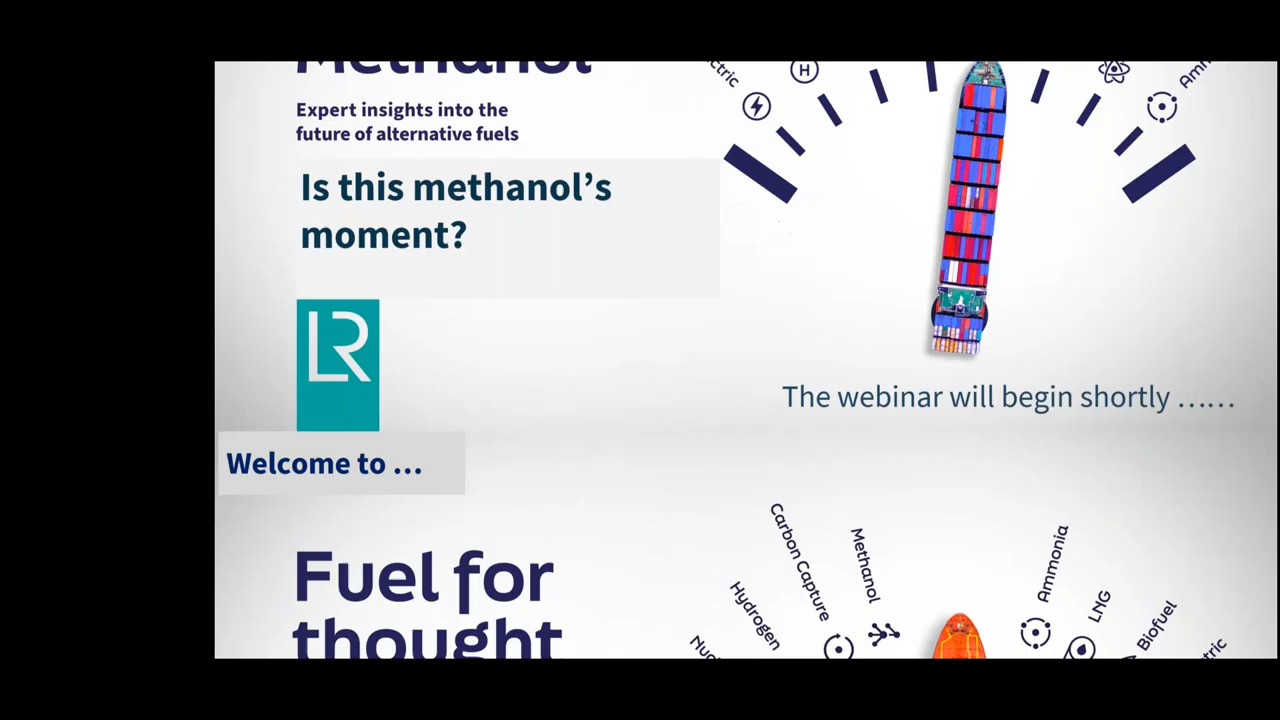 Methanol
Expert insights into the
future of alternative fuels
Is this methanol’s
moment?
H
LR
The webinar will begin shortly ……
Welcome to …
Fuel for
thought
Carbon Capture
Methanol
Hydrogen
Ammonia
LNG
Biofuel